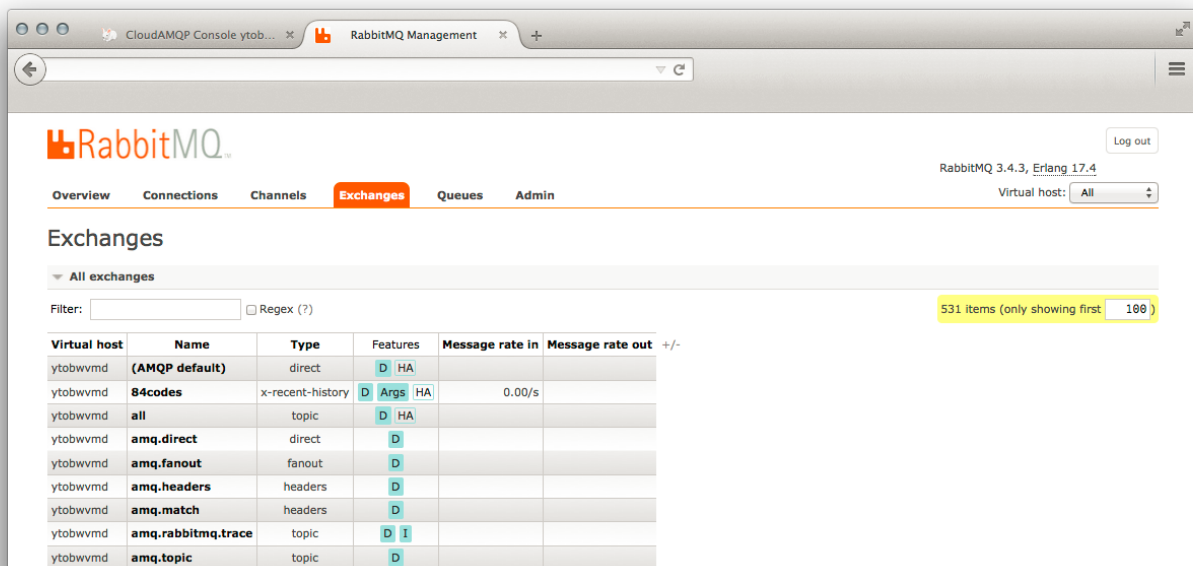 CloudAMQP Console ytob... × RabbitMQ Management × +
RabbitMQ™
Log out
RabbitMQ 3.4.3, Erlang 17.4
Overview Connections Channels Exchanges Queues Admin
Virtual host: All
Exchanges
All exchanges
Filter: Regex (?)
531 items (only showing first 100 )
Virtual host Name Type Features Message rate in Message rate out +/-
ytobwvmd (AMQP default) direct D HA
ytobwvmd 84codes x-recent-history D Args HA 0.00/s
ytobwvmd all topic D HA
ytobwvmd amq.direct direct D
ytobwvmd amq.fanout fanout D
ytobwvmd amq.headers headers D
ytobwvmd amq.match headers D
ytobwvmd amq.rabbitmq.trace topic D I
ytobwvmd amq.topic topic D